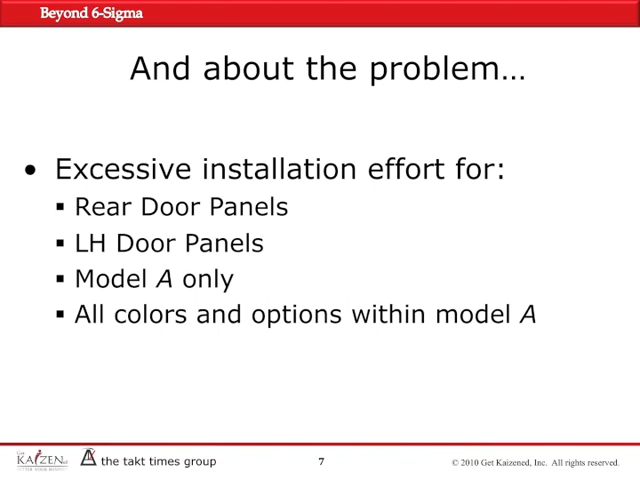 Beyond 6-Sigma
And about the problem…
• Excessive installation effort for:
▪ Rear Door Panels
▪ LH Door Panels
▪ Model A only
▪ All colors and options within model A
Get
KAIZEN
the takt times group
7
© 2010 Get Kaizened, Inc. All rights reserved.